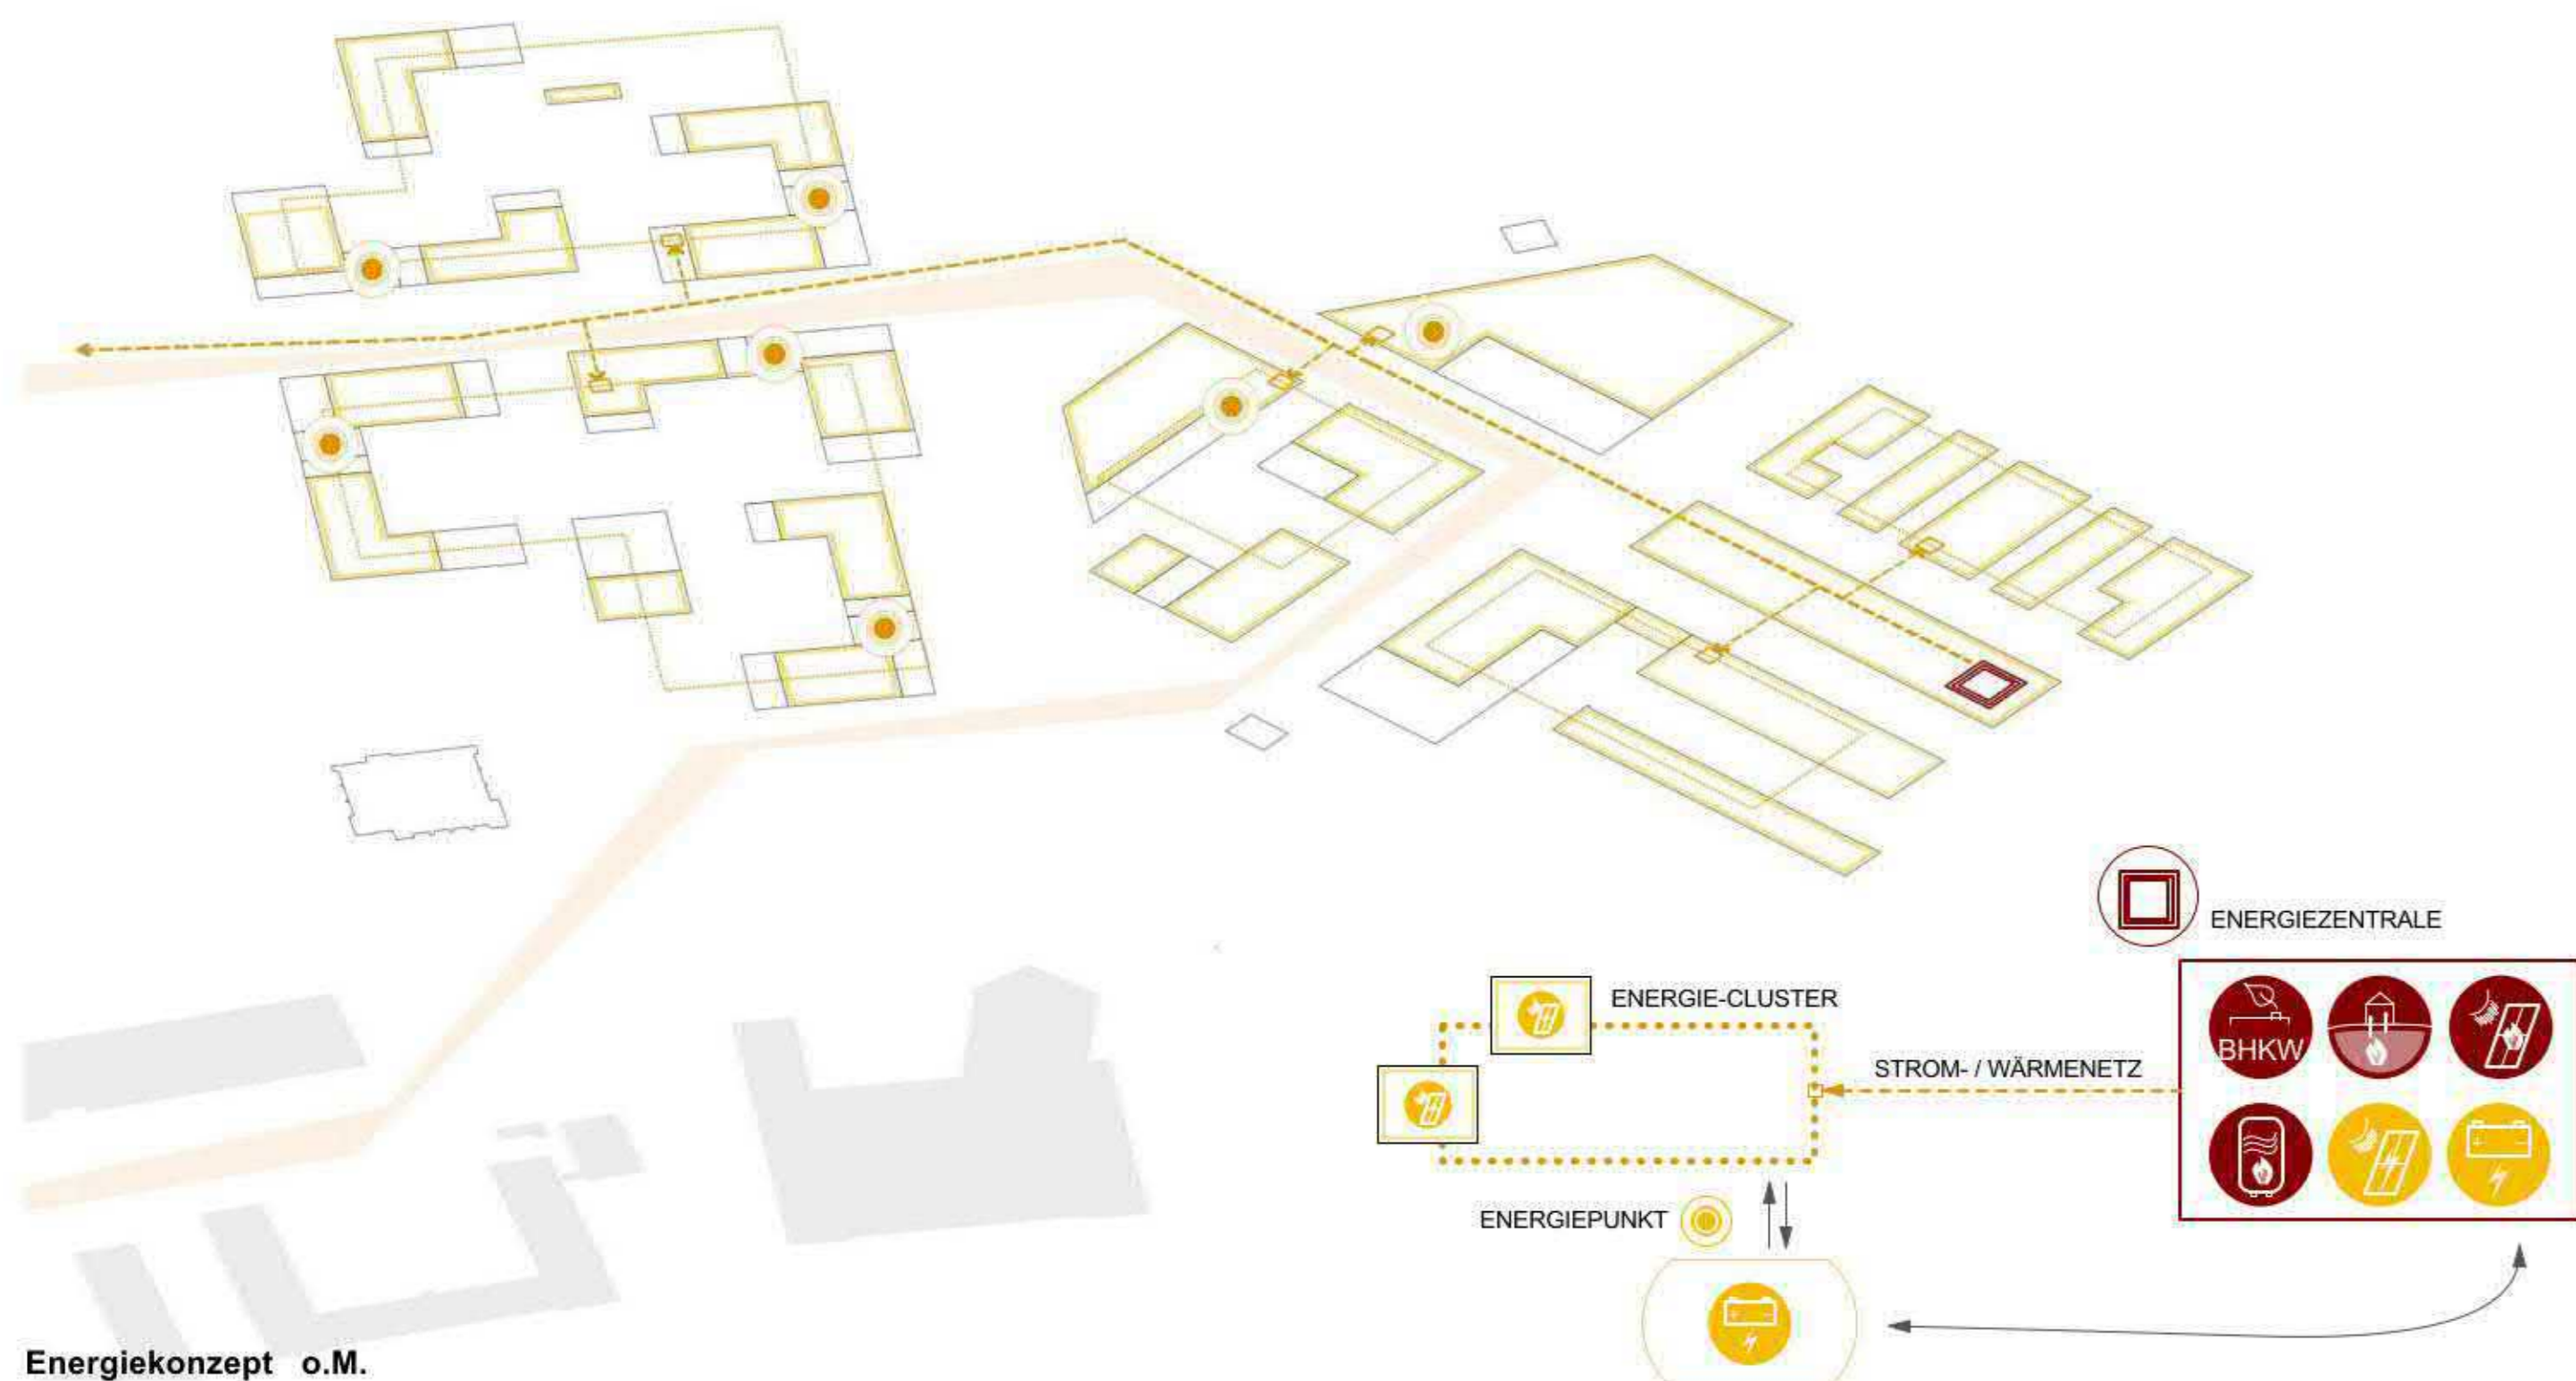 ENERGIEZENTRALE
ENERGIE-CLUSTER
BHKW
STROM- / WÄRMENETZ
ENERGIEPUNKT
Energiekonzept o.M.